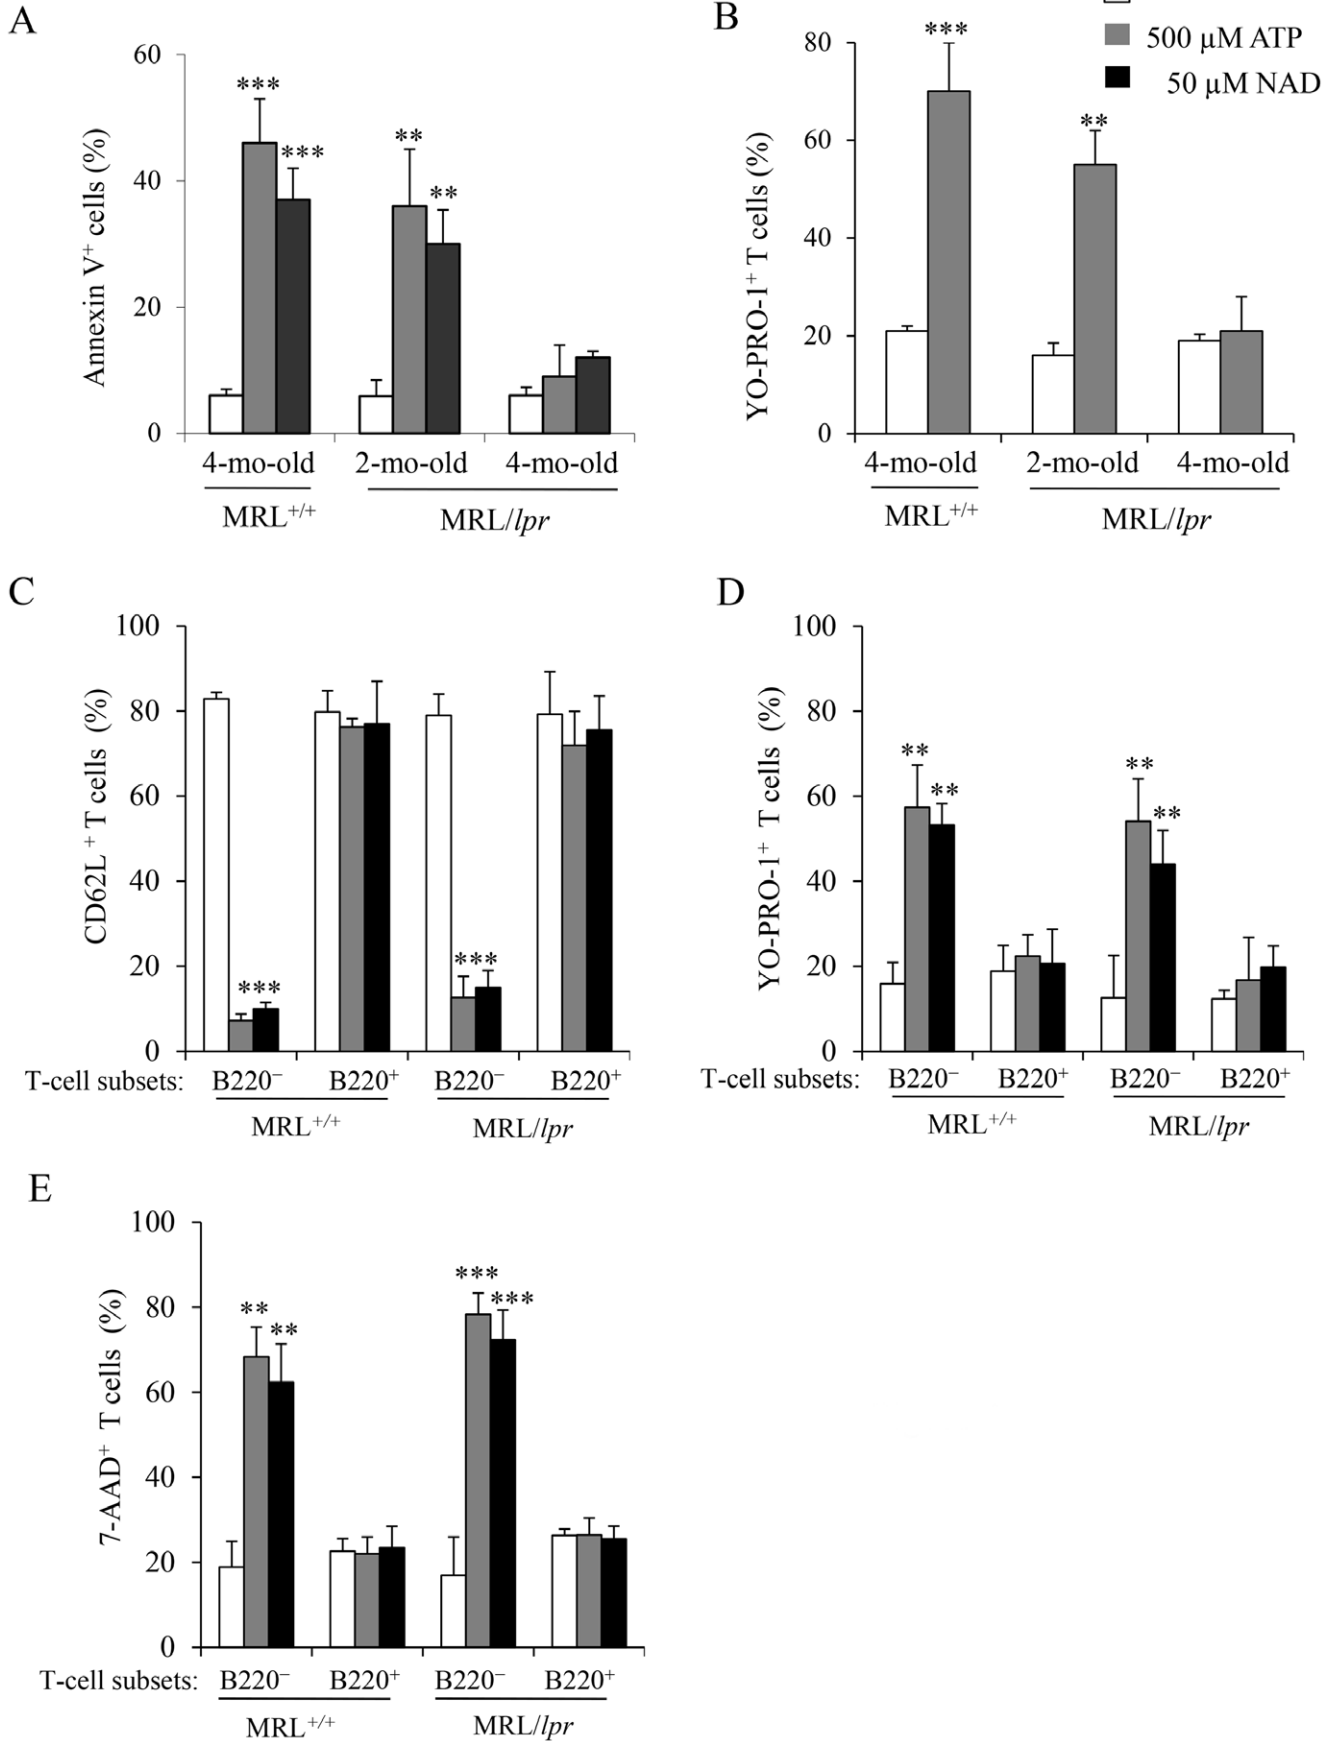 A
60
40
20
0
Annexin V⁺ cells (%)
***
***
**
**
4-mo-old 2-mo-old 4-mo-old
MRL⁺/⁺ MRL/lpr
B
500 µM ATP
50 µM NAD
80
60
40
20
0
YO-PRO-1⁺ T cells (%)
***
**
4-mo-old 2-mo-old 4-mo-old
MRL⁺/⁺ MRL/lpr
C
100
80
60
40
20
0
CD62L ⁺ T cells (%)
***
***
T-cell subsets: B220⁻ B220⁺ B220⁻ B220⁺
MRL⁺/⁺ MRL/lpr
D
100
80
60
40
20
0
YO-PRO-1⁺ T cells (%)
**
**
**
**
T-cell subsets: B220⁻ B220⁺ B220⁻ B220⁺
MRL⁺/⁺ MRL/lpr
E
100
80
60
40
20
0
7-AAD⁺ T cells (%)
**
**
***
***
T-cell subsets: B220⁻ B220⁺ B220⁻ B220⁺
MRL⁺/⁺ MRL/lpr